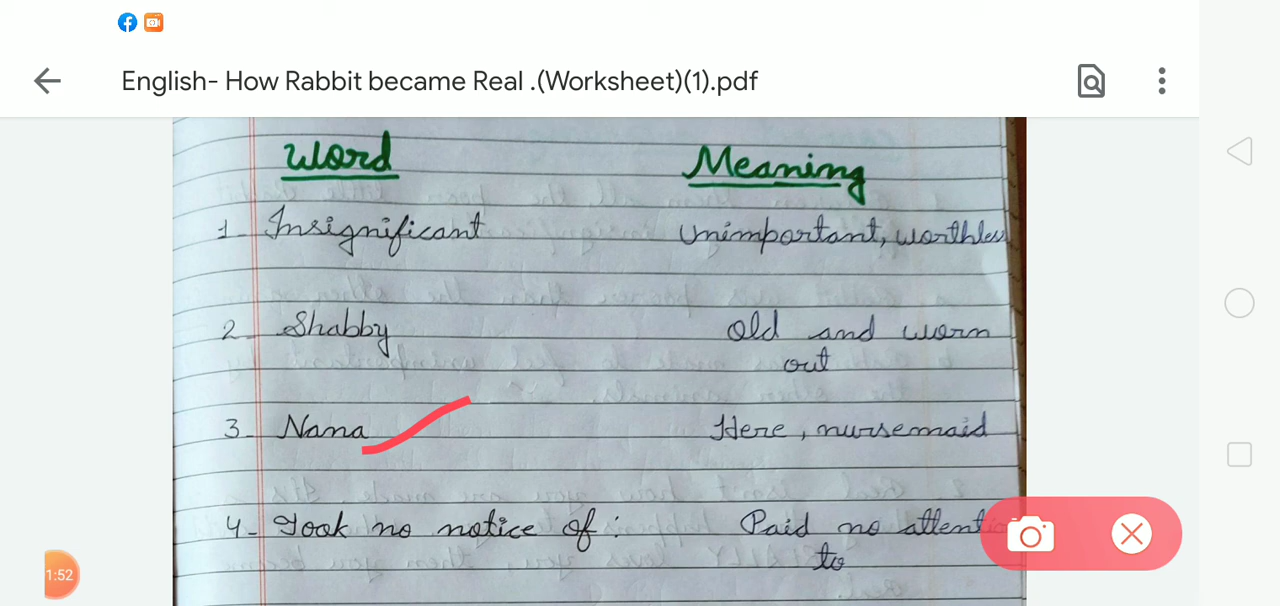 English- How Rabbit became Real .(Worksheet)(1).pdf
Word Meaning
1- Insignificant Unimportant, worthless
2- Shabby Old and worn
out
3- Nana Here, nursemaid
4- Took no notice of : Paid no attenti
to
1:52